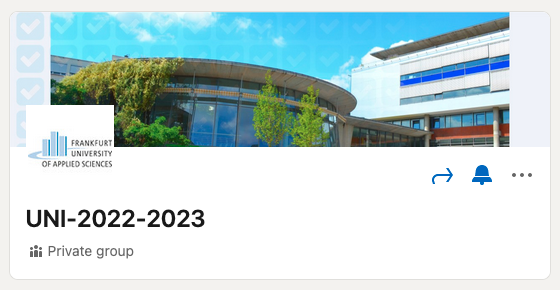 FRANKFURT
UNIVERSITY
OF APPLIED SCIENCES
UNI-2022-2023
Private group